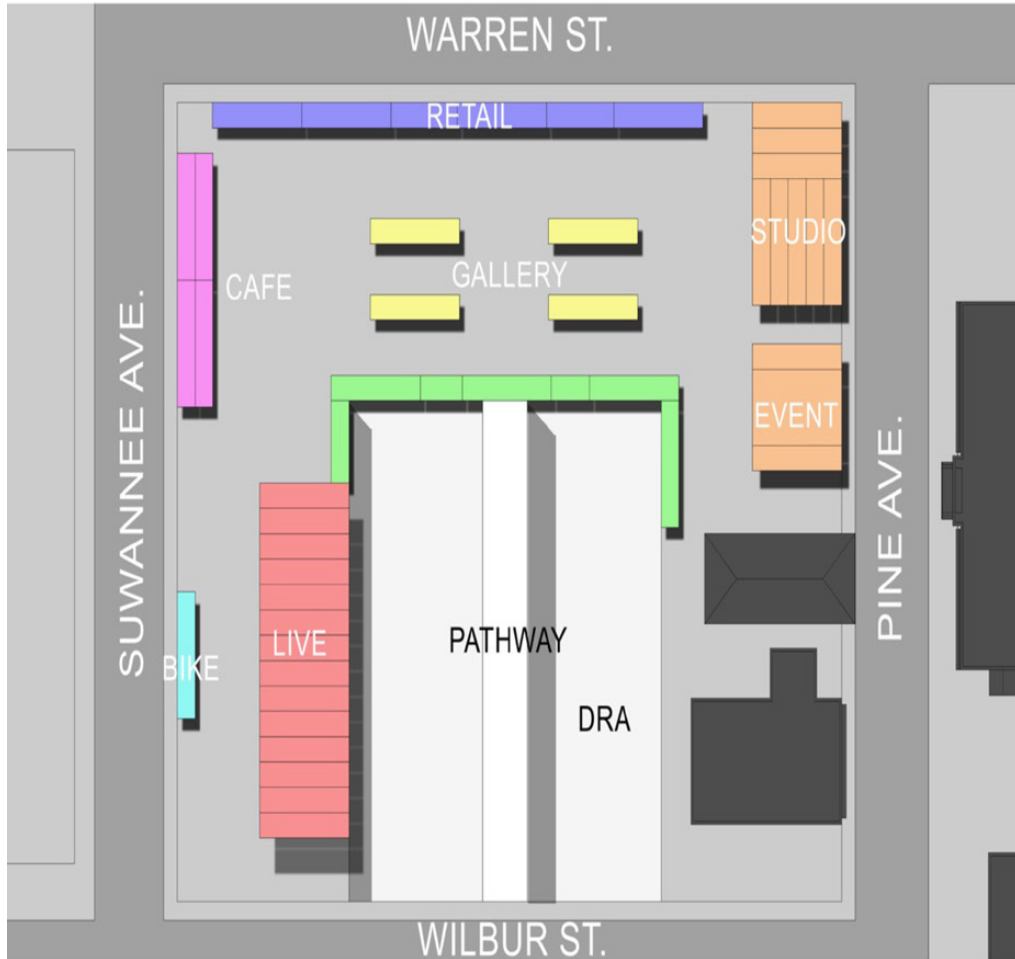 WARREN ST.
RETAIL
STUDIO
GALLERY
CAFE
SUWANNEE AVE.
EVENT
PINE AVE.
LIVE
PATHWAY
BIKE
DRA
WILBUR ST.